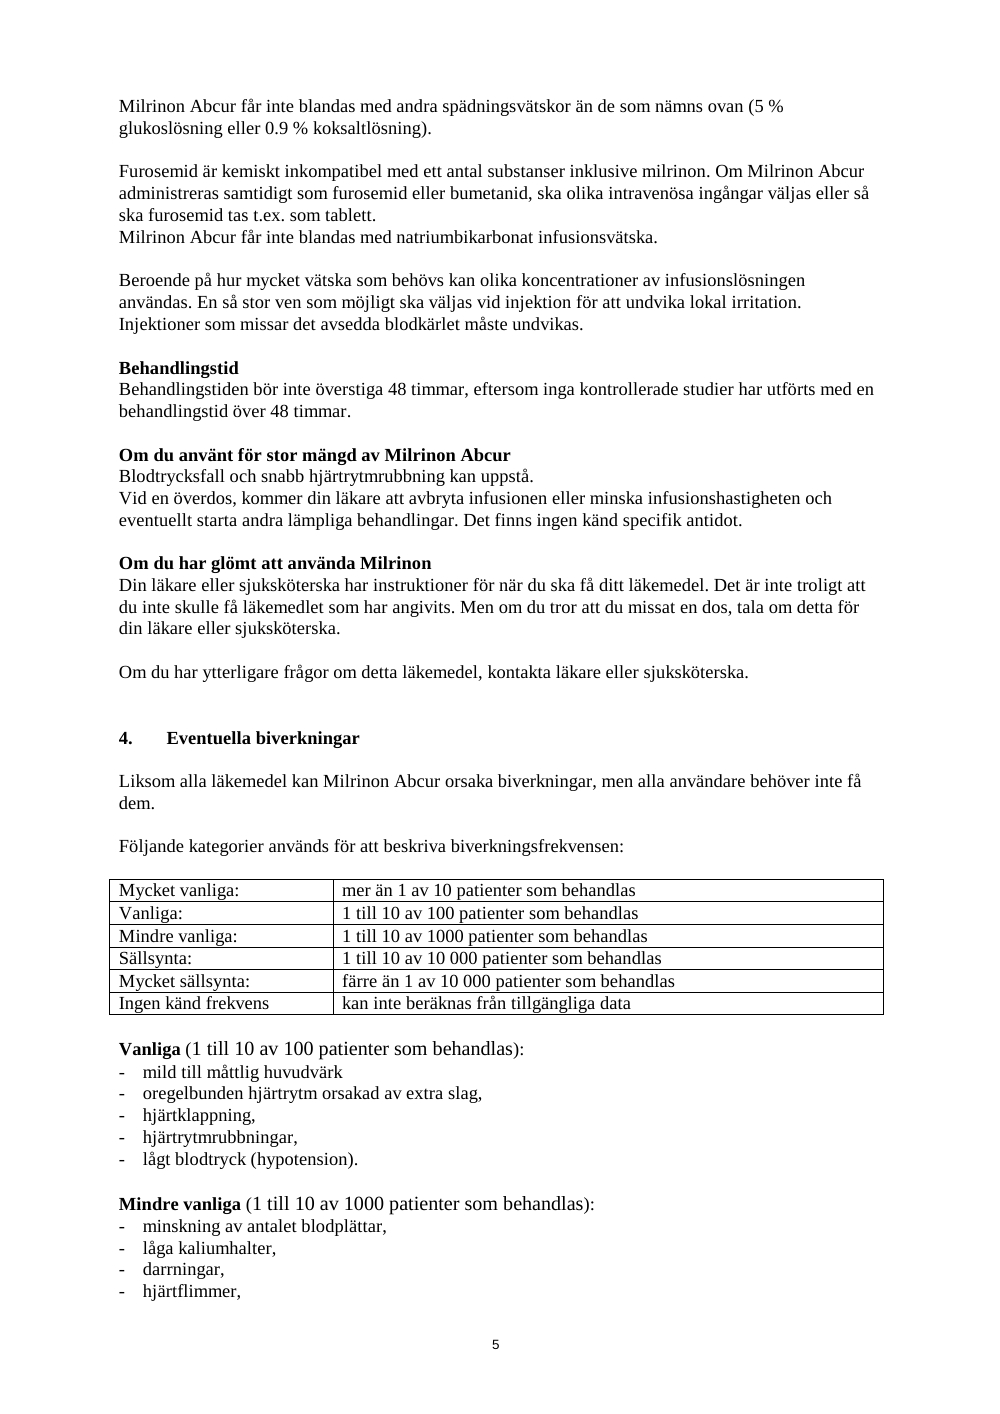 Milrinon Abcur får inte blandas med andra spädningsvätskor än de som nämns ovan (5 %
glukoslösning eller 0.9 % koksaltlösning).
Furosemid är kemiskt inkompatibel med ett antal substanser inklusive milrinon. Om Milrinon Abcur
administreras samtidigt som furosemid eller bumetanid, ska olika intravenösa ingångar väljas eller så
ska furosemid tas t.ex. som tablett.
Milrinon Abcur får inte blandas med natriumbikarbonat infusionsvätska.
Beroende på hur mycket vätska som behövs kan olika koncentrationer av infusionslösningen
användas. En så stor ven som möjligt ska väljas vid injektion för att undvika lokal irritation.
Injektioner som missar det avsedda blodkärlet måste undvikas.
Behandlingstid
Behandlingstiden bör inte överstiga 48 timmar, eftersom inga kontrollerade studier har utförts med en
behandlingstid över 48 timmar.
Om du använt för stor mängd av Milrinon Abcur
Blodtrycksfall och snabb hjärtrytmrubbning kan uppstå.
Vid en överdos, kommer din läkare att avbryta infusionen eller minska infusionshastigheten och
eventuellt starta andra lämpliga behandlingar. Det finns ingen känd specifik antidot.
Om du har glömt att använda Milrinon
Din läkare eller sjuksköterska har instruktioner för när du ska få ditt läkemedel. Det är inte troligt att
du inte skulle få läkemedlet som har angivits. Men om du tror att du missat en dos, tala om detta för
din läkare eller sjuksköterska.
Om du har ytterligare frågor om detta läkemedel, kontakta läkare eller sjuksköterska.
4. Eventuella biverkningar
Liksom alla läkemedel kan Milrinon Abcur orsaka biverkningar, men alla användare behöver inte få
dem.
Följande kategorier används för att beskriva biverkningsfrekvensen:
Mycket vanliga: mer än 1 av 10 patienter som behandlas
Vanliga: 1 till 10 av 100 patienter som behandlas
Mindre vanliga: 1 till 10 av 1000 patienter som behandlas
Sällsynta: 1 till 10 av 10 000 patienter som behandlas
Mycket sällsynta: färre än 1 av 10 000 patienter som behandlas
Ingen känd frekvens kan inte beräknas från tillgängliga data
Vanliga (1 till 10 av 100 patienter som behandlas):
- mild till måttlig huvudvärk
- oregelbunden hjärtrytm orsakad av extra slag,
- hjärtklappning,
- hjärtrytmrubbningar,
- lågt blodtryck (hypotension).
Mindre vanliga (1 till 10 av 1000 patienter som behandlas):
- minskning av antalet blodplättar,
- låga kaliumhalter,
- darrningar,
- hjärtflimmer,
5